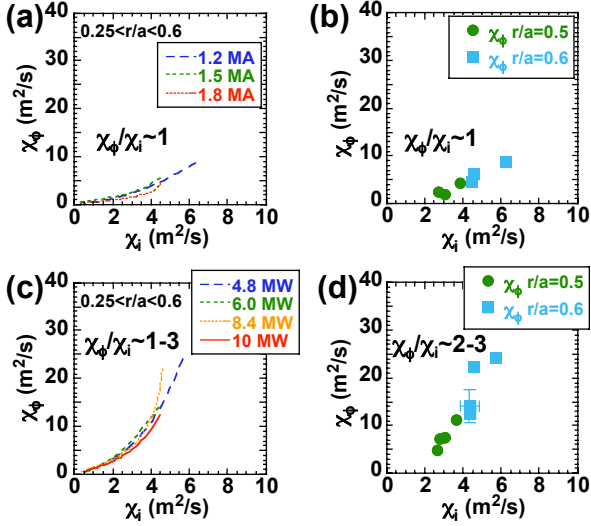 (a)
0.25<r/a<0.6
1.2 MA
1.5 MA
1.8 MA
χϕ/χi~1
χϕ (m²/s)
40
30
20
10
0
0 2 4 6 8 10
χi (m²/s)
(b)
χϕ r/a=0.5
χϕ r/a=0.6
χϕ/χi~1
χϕ (m²/s)
40
30
20
10
0
0 2 4 6 8 10
χi (m²/s)
(c)
0.25<r/a<0.6
4.8 MW
6.0 MW
8.4 MW
10 MW
χϕ/χi~1-3
χϕ (m²/s)
40
30
20
10
0
0 2 4 6 8 10
χi (m²/s)
(d)
χϕ r/a=0.5
χϕ r/a=0.6
χϕ/χi~2-3
χϕ (m²/s)
40
30
20
10
0
0 2 4 6 8 10
χi (m²/s)